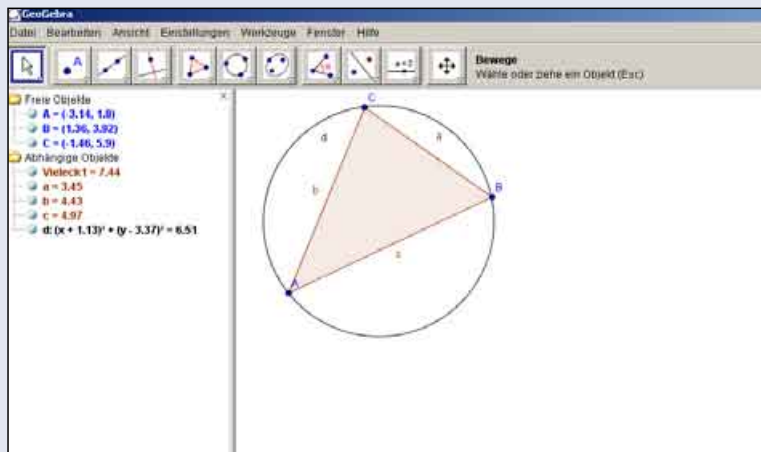 GeoGebra
Datei Bearbeiten Ansicht Einstellungen Werkzeuge Fenster Hilfe
Bewege
Wähle oder ziehe ein Objekt (Esc)
Freie Objekte
A = (-3.14, 1.8)
B = (1.36, 3.92)
C = (-1.46, 5.9)
Abhängige Objekte
Vieleck1 = 7.44
a = 3.45
b = 4.43
c = 4.97
d: (x + 1.13)² + (y - 3.37)² = 6.51
C
d
a
b
B
A